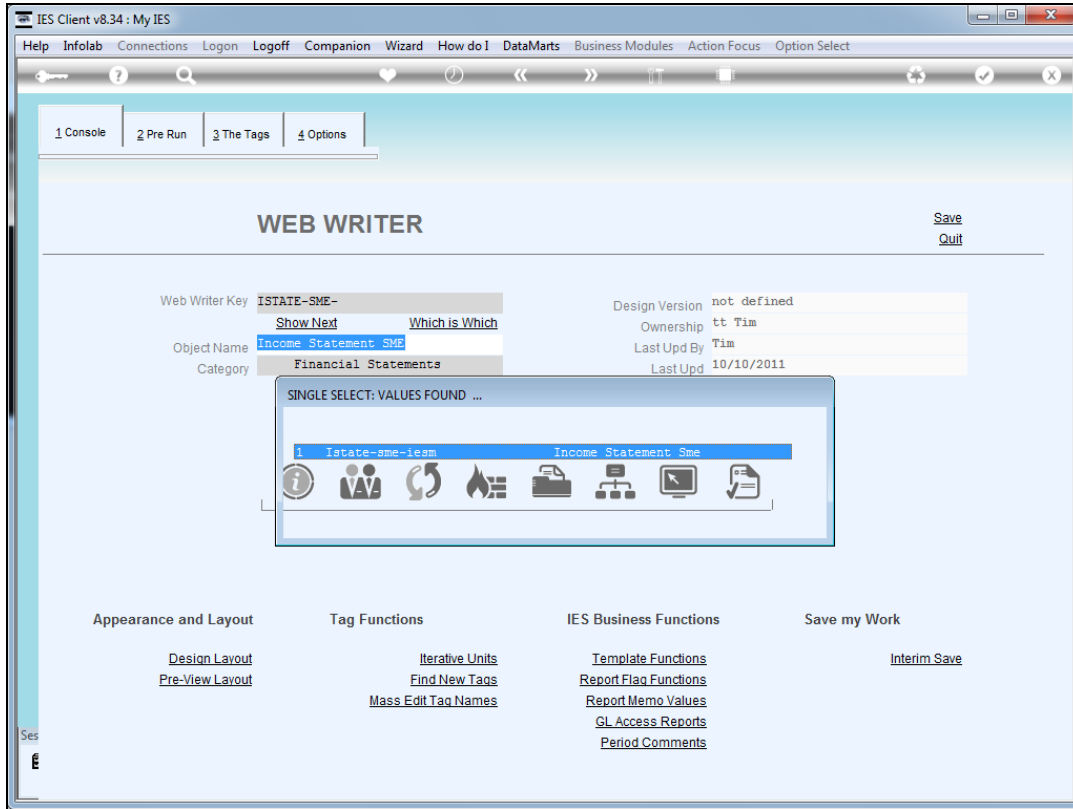 IES Client v8.34 : My IES
Help Infolab Connections Logon Logoff Companion Wizard How do I DataMarts Business Modules Action Focus Option Select
1 Console 2 Pre Run 3 The Tags 4 Options
WEB WRITER
Save
Quit
Web Writer Key ISTATE-SME-
Show Next Which is Which
Object Name Income Statement SME
Category Financial Statements
Design Version not defined
Ownership tt Tim
Last Upd By Tim
Last Upd 10/10/2011
SINGLE SELECT: VALUES FOUND ...
1 Istate-sme-iesm Income Statement Sme
Appearance and Layout Tag Functions IES Business Functions Save my Work
Design Layout Iterative Units Template Functions Interim Save
Pre-View Layout Find New Tags Report Flag Functions
Mass Edit Tag Names Report Memo Values
GL Access Reports
Period Comments
Ses